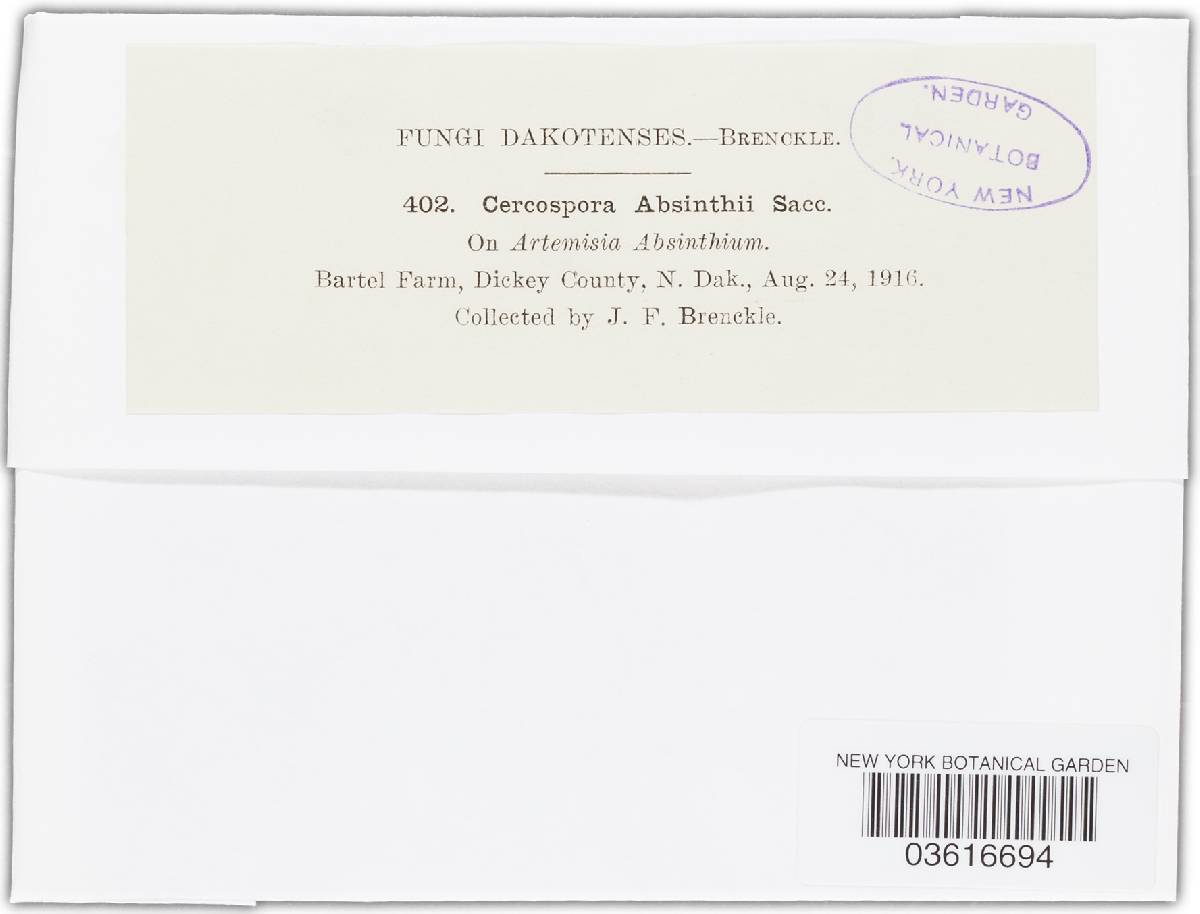 FUNGI DAKOTENSES.—BRENCKLE.
402. Cercospora Absinthii Sacc.
On Artemisia Absinthium.
Bartel Farm, Dickey County, N. Dak., Aug. 24, 1916.
Collected by J. F. Brenckle.
NEW YORK.
BOTANICAL
GARDEN.
NEW YORK BOTANICAL GARDEN
03616694